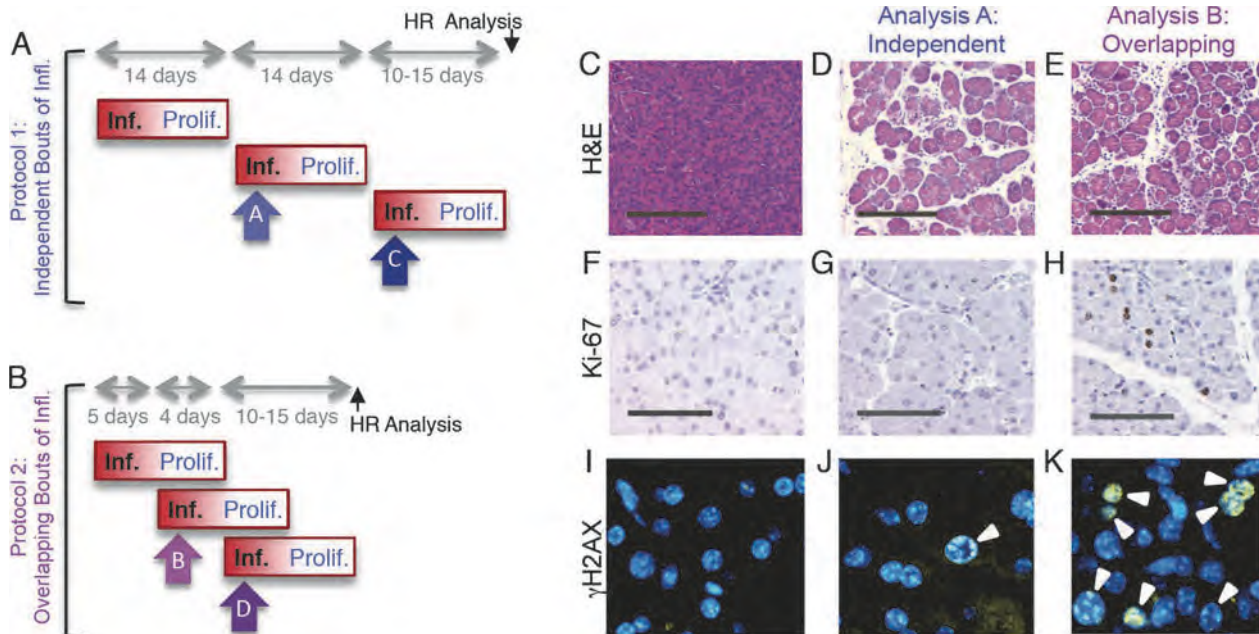 A
HR Analysis
14 days
14 days
10-15 days
Protocol 1:
Independent Bouts of Infl.
Inf. Prolif.
Inf. Prolif.
Inf. Prolif.
A
C
B
5 days
4 days
10-15 days
HR Analysis
Protocol 2:
Overlapping Bouts of Infl.
Inf. Prolif.
Inf. Prolif.
Inf. Prolif.
B
D
Analysis A:
Independent
Analysis B:
Overlapping
H&E
C
D
E
Ki-67
F
G
H
γH2AX
I
J
K